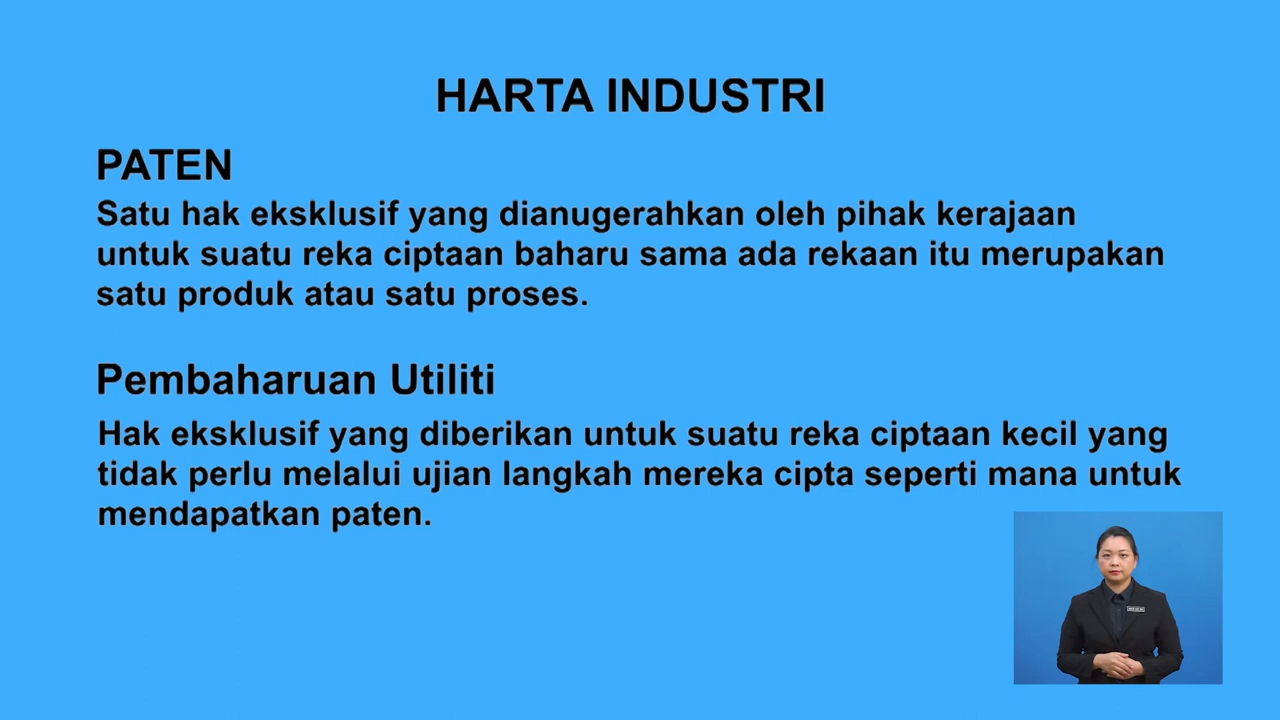 HARTA INDUSTRI
PATEN
Satu hak eksklusif yang dianugerahkan oleh pihak kerajaan
untuk suatu reka ciptaan baharu sama ada rekaan itu merupakan
satu produk atau satu proses.
Pembaharuan Utiliti
Hak eksklusif yang diberikan untuk suatu reka ciptaan kecil yang
tidak perlu melalui ujian langkah mereka cipta seperti mana untuk
mendapatkan paten.